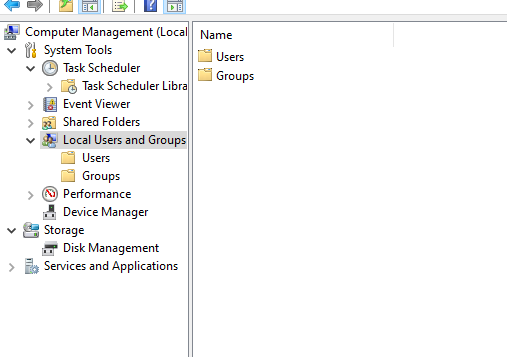 Computer Management (Local
System Tools
Task Scheduler
Task Scheduler Libra
Event Viewer
Shared Folders
Local Users and Groups
Users
Groups
Performance
Device Manager
Storage
Disk Management
Services and Applications
Name
Users
Groups